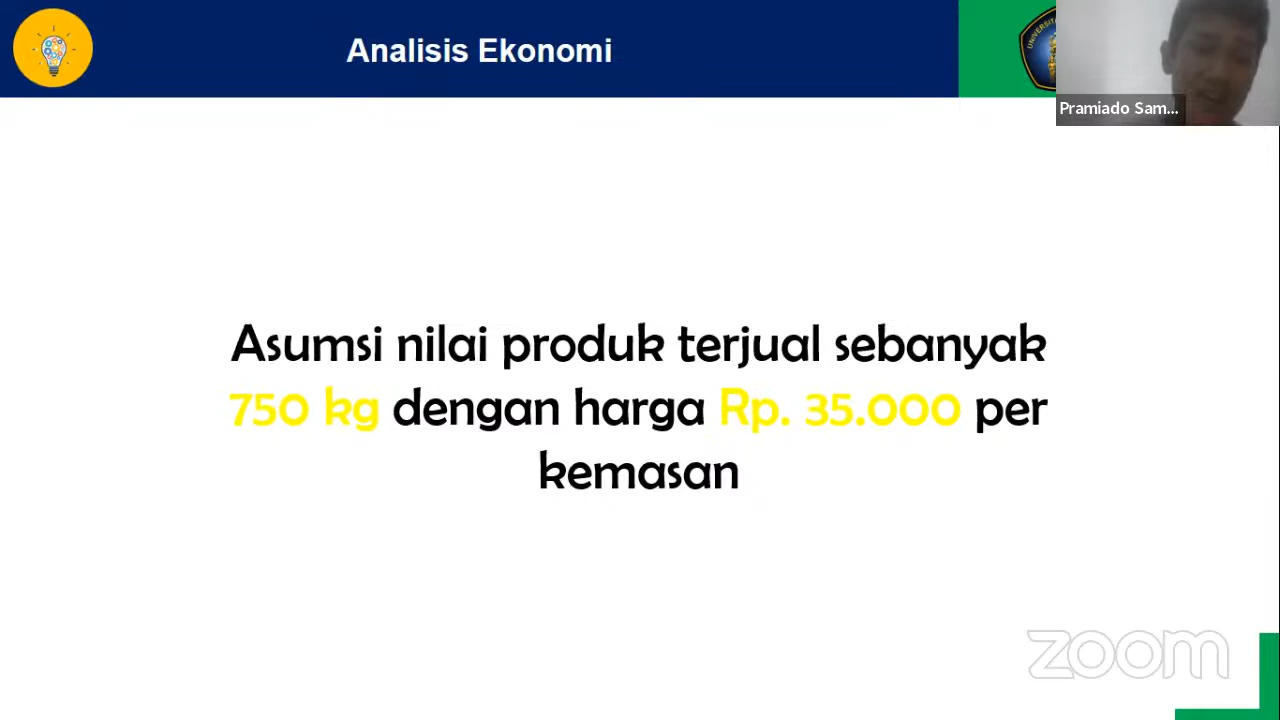 Analisis Ekonomi
Pramiado Sam...
Asumsi nilai produk terjual sebanyak
750 kg dengan harga Rp. 35.000 per
kemasan
zoom